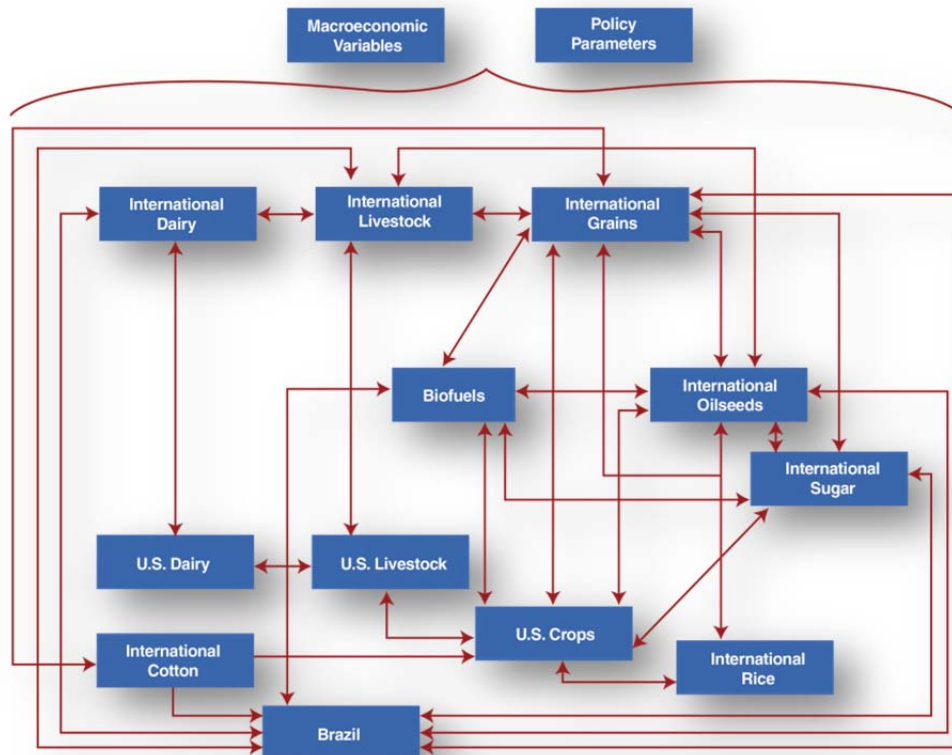 Macroeconomic
Variables
Policy
Parameters
International
Dairy
International
Livestock
International
Grains
Biofuels
International
Oilseeds
International
Sugar
U.S. Dairy
U.S. Livestock
U.S. Crops
International
Cotton
International
Rice
Brazil